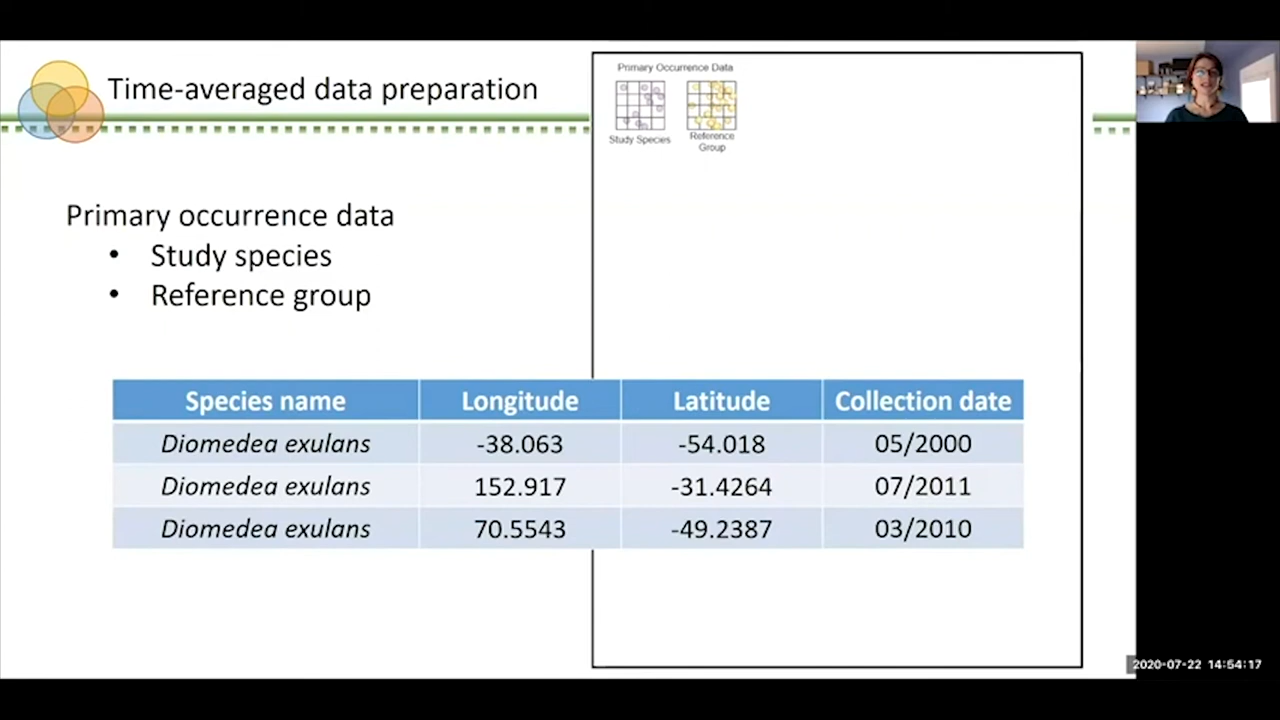 Time-averaged data preparation
Primary Occurrence Data
Study Species
Reference
Group
Primary occurrence data
• Study species
• Reference group
Species name Longitude Latitude Collection date
Diomedea exulans -38.063 -54.018 05/2000
Diomedea exulans 152.917 -31.4264 07/2011
Diomedea exulans 70.5543 -49.2387 03/2010
2020-07-22 14:54:17